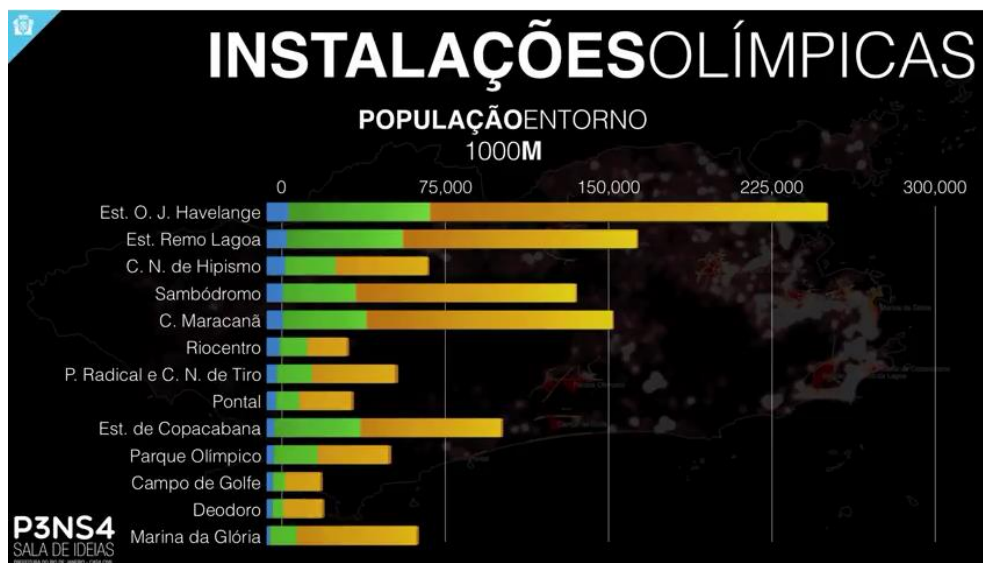 INSTALAÇÕESOLÍMPICAS
POPULAÇÃOENTORNO
1000M
0 75,000 150,000 225,000 300,000
Est. O. J. Havelange
Est. Remo Lagoa
C. N. de Hipismo
Sambódromo
C. Maracanã
Riocentro
P. Radical e C. N. de Tiro
Pontal
Est. de Copacabana
Parque Olímpico
Campo de Golfe
Deodoro
Marina da Glória
P3NS4
SALA DE IDEIAS